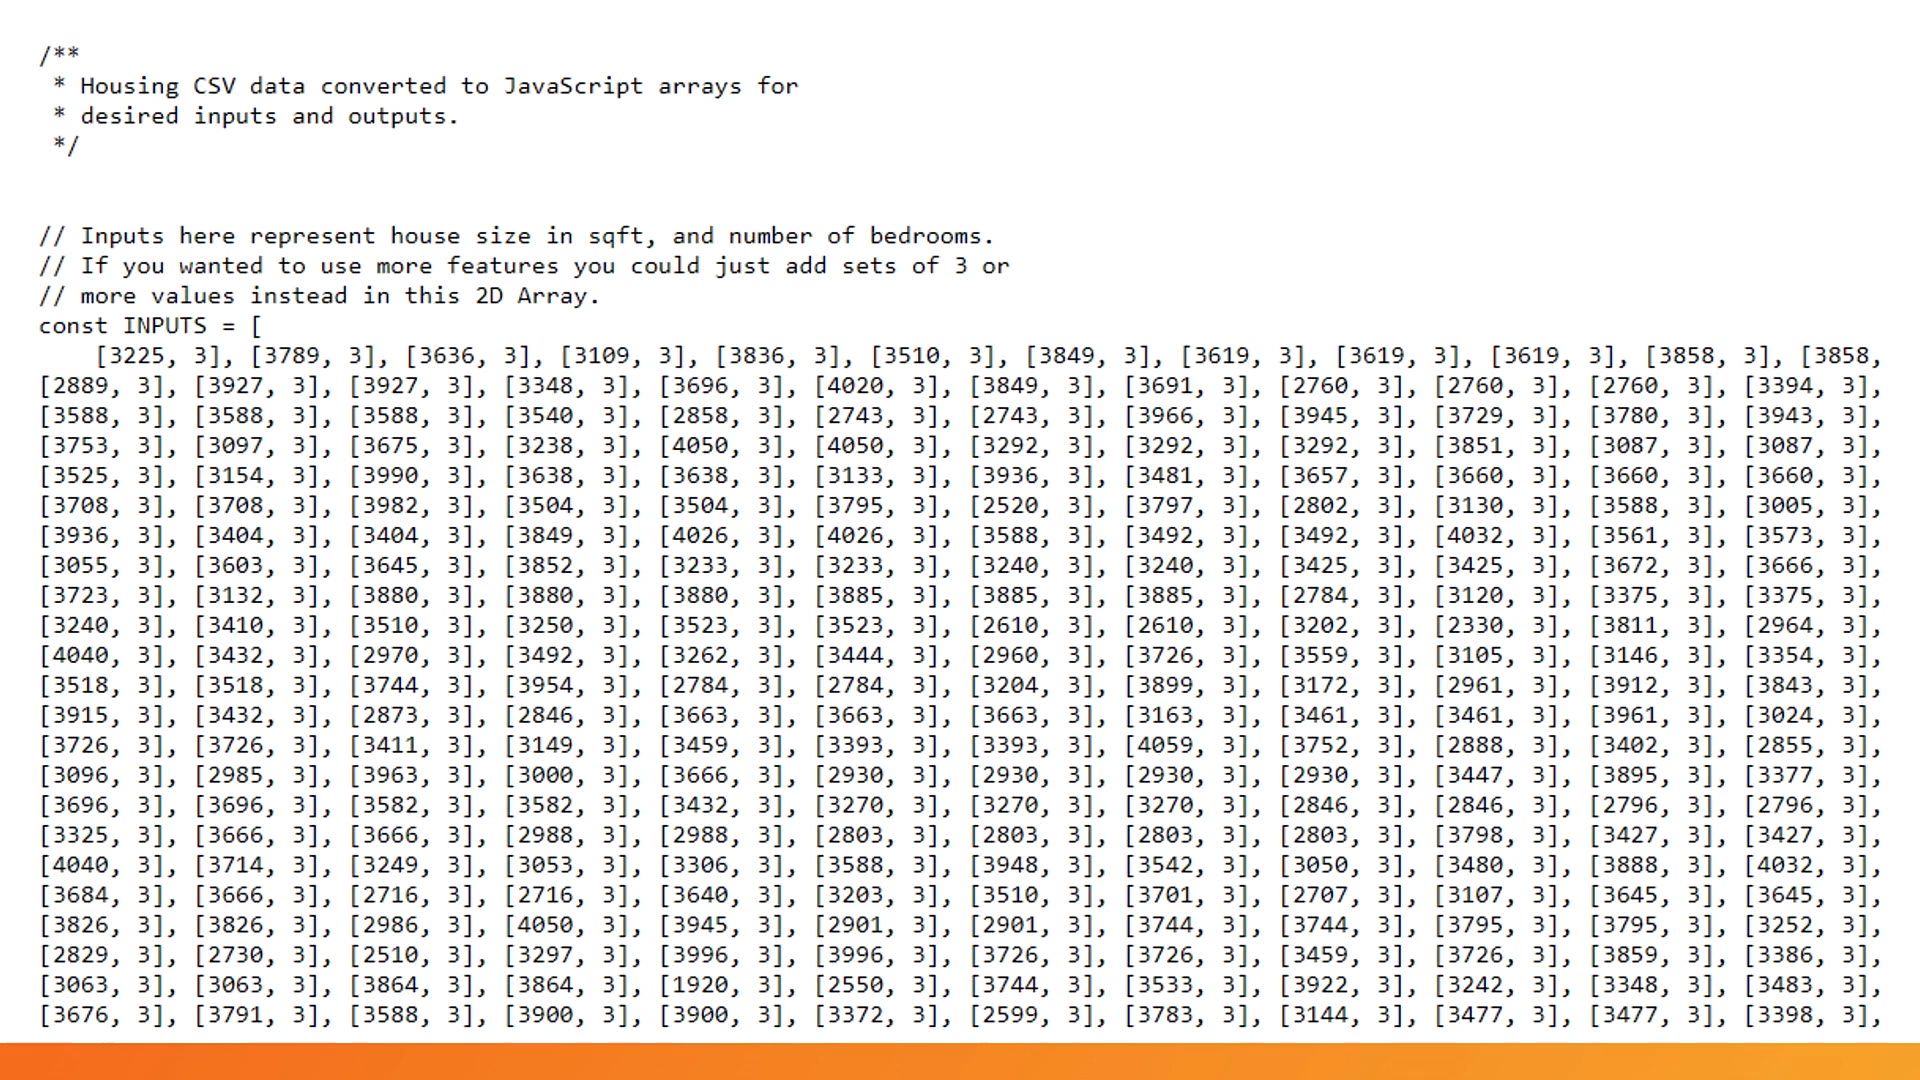 /**
 * Housing CSV data converted to JavaScript arrays for
 * desired inputs and outputs.
 */
// Inputs here represent house size in sqft, and number of bedrooms.
// If you wanted to use more features you could just add sets of 3 or
// more values instead in this 2D Array.
const INPUTS = [
    [3225, 3], [3789, 3], [3636, 3], [3109, 3], [3836, 3], [3510, 3], [3849, 3], [3619, 3], [3619, 3], [3619, 3], [3858, 3], [3858,
[2889, 3], [3927, 3], [3927, 3], [3348, 3], [3696, 3], [4020, 3], [3849, 3], [3691, 3], [2760, 3], [2760, 3], [2760, 3], [3394, 3],
[3588, 3], [3588, 3], [3588, 3], [3540, 3], [2858, 3], [2743, 3], [2743, 3], [3966, 3], [3945, 3], [3729, 3], [3780, 3], [3943, 3],
[3753, 3], [3097, 3], [3675, 3], [3238, 3], [4050, 3], [4050, 3], [3292, 3], [3292, 3], [3292, 3], [3851, 3], [3087, 3], [3087, 3],
[3525, 3], [3154, 3], [3990, 3], [3638, 3], [3638, 3], [3133, 3], [3936, 3], [3481, 3], [3657, 3], [3660, 3], [3660, 3], [3660, 3],
[3708, 3], [3708, 3], [3982, 3], [3504, 3], [3504, 3], [3795, 3], [2520, 3], [3797, 3], [2802, 3], [3130, 3], [3588, 3], [3005, 3],
[3936, 3], [3404, 3], [3404, 3], [3849, 3], [4026, 3], [4026, 3], [3588, 3], [3492, 3], [3492, 3], [4032, 3], [3561, 3], [3573, 3],
[3055, 3], [3603, 3], [3645, 3], [3852, 3], [3233, 3], [3233, 3], [3240, 3], [3240, 3], [3425, 3], [3425, 3], [3672, 3], [3666, 3],
[3723, 3], [3132, 3], [3880, 3], [3880, 3], [3880, 3], [3885, 3], [3885, 3], [3885, 3], [2784, 3], [3120, 3], [3375, 3], [3375, 3],
[3240, 3], [3410, 3], [3510, 3], [3250, 3], [3523, 3], [3523, 3], [2610, 3], [2610, 3], [3202, 3], [2330, 3], [3811, 3], [2964, 3],
[4040, 3], [3432, 3], [2970, 3], [3492, 3], [3262, 3], [3444, 3], [2960, 3], [3726, 3], [3559, 3], [3105, 3], [3146, 3], [3354, 3],
[3518, 3], [3518, 3], [3744, 3], [3954, 3], [2784, 3], [2784, 3], [3204, 3], [3899, 3], [3172, 3], [2961, 3], [3912, 3], [3843, 3],
[3915, 3], [3432, 3], [2873, 3], [2846, 3], [3663, 3], [3663, 3], [3663, 3], [3163, 3], [3461, 3], [3461, 3], [3961, 3], [3024, 3],
[3726, 3], [3726, 3], [3411, 3], [3149, 3], [3459, 3], [3393, 3], [3393, 3], [4059, 3], [3752, 3], [2888, 3], [3402, 3], [2855, 3],
[3096, 3], [2985, 3], [3963, 3], [3000, 3], [3666, 3], [2930, 3], [2930, 3], [2930, 3], [2930, 3], [3447, 3], [3895, 3], [3377, 3],
[3696, 3], [3696, 3], [3582, 3], [3582, 3], [3432, 3], [3270, 3], [3270, 3], [3270, 3], [2846, 3], [2846, 3], [2796, 3], [2796, 3],
[3325, 3], [3666, 3], [3666, 3], [2988, 3], [2988, 3], [2803, 3], [2803, 3], [2803, 3], [2803, 3], [3798, 3], [3427, 3], [3427, 3],
[4040, 3], [3714, 3], [3249, 3], [3053, 3], [3306, 3], [3588, 3], [3948, 3], [3542, 3], [3050, 3], [3480, 3], [3888, 3], [4032, 3],
[3684, 3], [3666, 3], [2716, 3], [2716, 3], [3640, 3], [3203, 3], [3510, 3], [3701, 3], [2707, 3], [3107, 3], [3645, 3], [3645, 3],
[3826, 3], [3826, 3], [2986, 3], [4050, 3], [3945, 3], [2901, 3], [2901, 3], [3744, 3], [3744, 3], [3795, 3], [3795, 3], [3252, 3],
[2829, 3], [2730, 3], [2510, 3], [3297, 3], [3996, 3], [3996, 3], [3726, 3], [3726, 3], [3459, 3], [3726, 3], [3859, 3], [3386, 3],
[3063, 3], [3063, 3], [3864, 3], [3864, 3], [1920, 3], [2550, 3], [3744, 3], [3533, 3], [3922, 3], [3242, 3], [3348, 3], [3483, 3],
[3676, 3], [3791, 3], [3588, 3], [3900, 3], [3900, 3], [3372, 3], [2599, 3], [3783, 3], [3144, 3], [3477, 3], [3477, 3], [3398, 3],